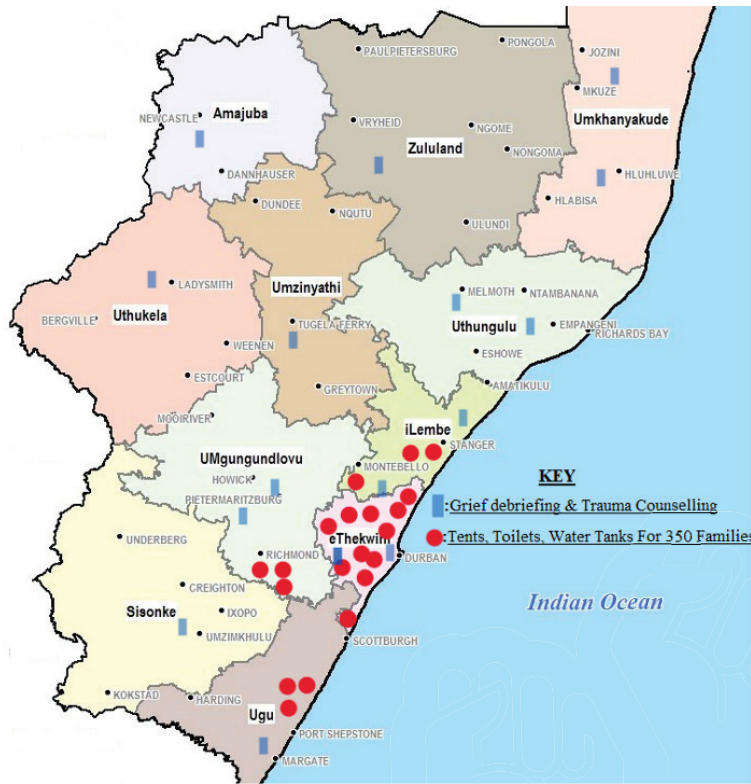 PAULPIETERSBURG
PONGOLA
JOZINI
MKUZE
Amajuba
NEWCASTLE
Umkhanyakude
VRYHEID
NGOME
Zululand
NONGOMA
DANNHAUSER
HLUHLUWE
HLABISA
DUNDEE
NQUTU
ULUNDI
LADYSMITH
Umzinyathi
MELMOTH
NTAMBANANA
Uthukela
BERGVILLE
TUGELA FERRY
Uthungulu
EMPANGENI
RICHARDS BAY
WEENEN
ESHOWE
ESTCOURT
GREYTOWN
AMATIKULU
MOOIRIVER
iLembe
STANGER
UMgungundlovu
MONTEBELLO
HOWICK
PIETERMARITZBURG
KEY
:Grief debriefing & Trauma Counselling
:Tents, Toilets, Water Tanks For 350 Families
UNDERBERG
eThekwini
RICHMOND
DURBAN
CREIGHTON
Sisonke
IXOPO
Indian Ocean
UMZIMKHULU
SCOTTBURGH
KOKSTAD
HARDING
Ugu
PORT SHEPSTONE
MARGATE